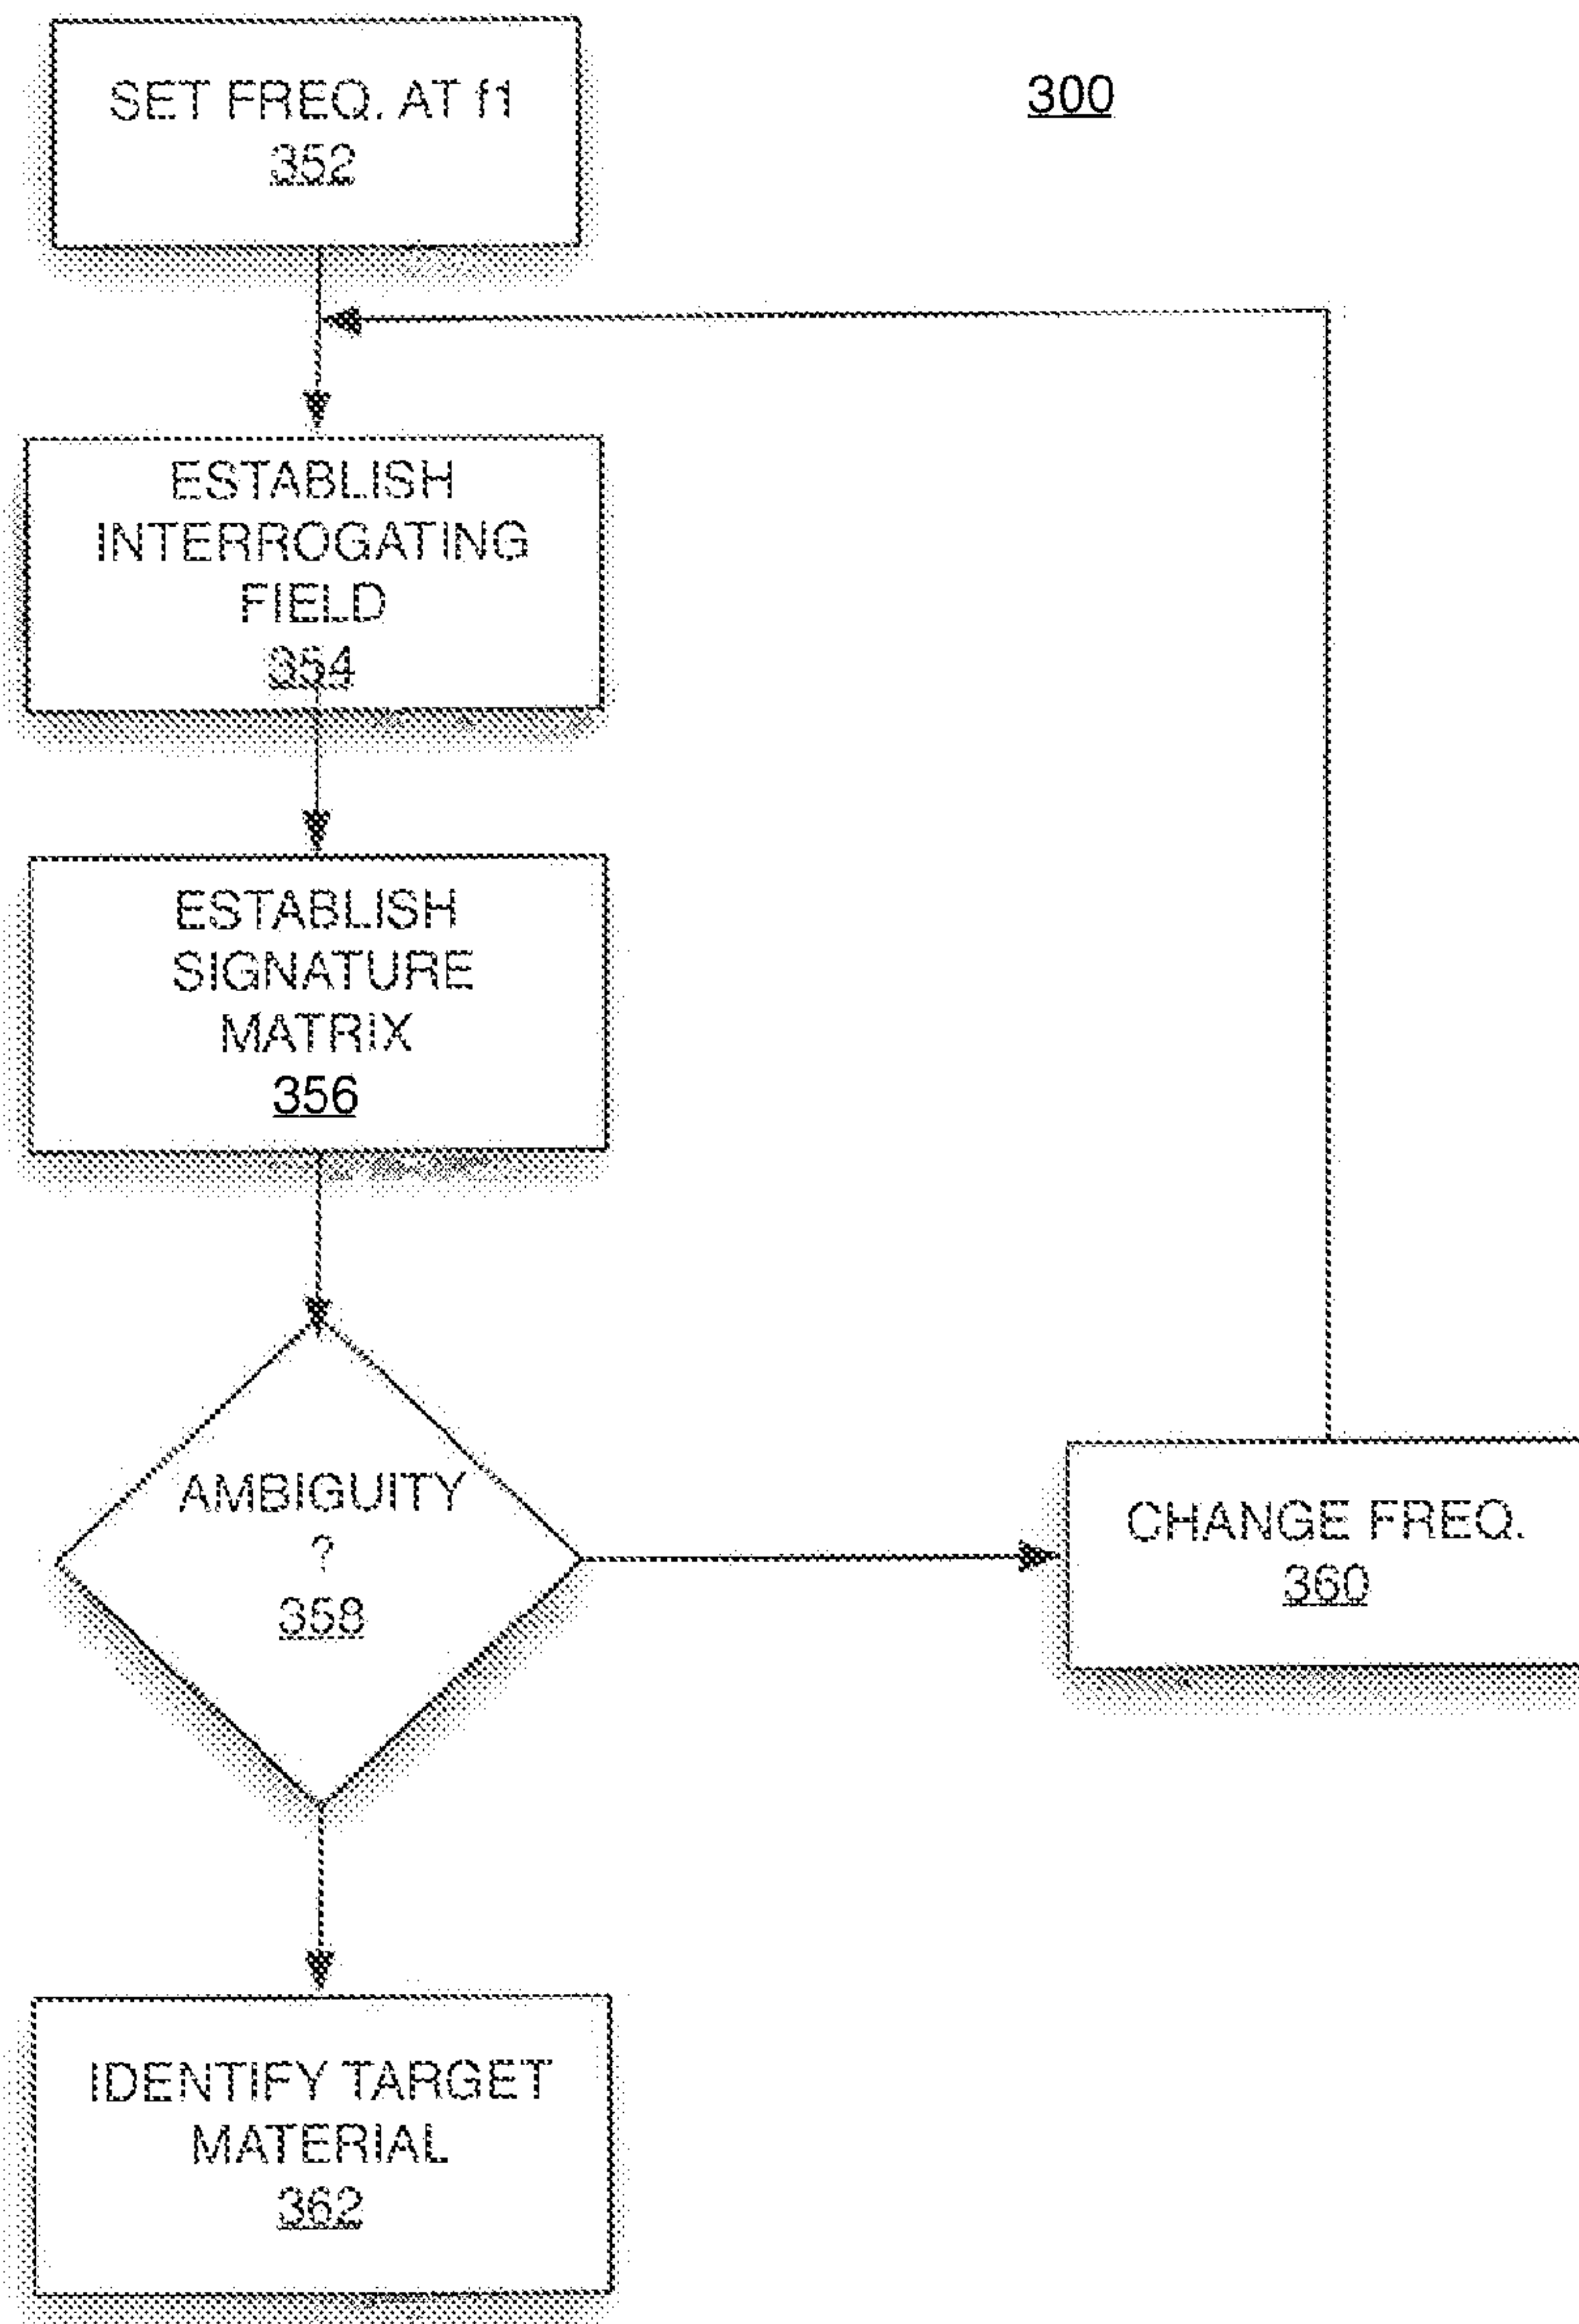 SET FREQ. AT f1
352
300
ESTABLISH
INTERROGATING
FIELD
354
ESTABLISH
SIGNATURE
MATRIX
356
AMBIGUITY
?
358
CHANGE FREQ.
360
IDENTIFY TARGET
MATERIAL
362